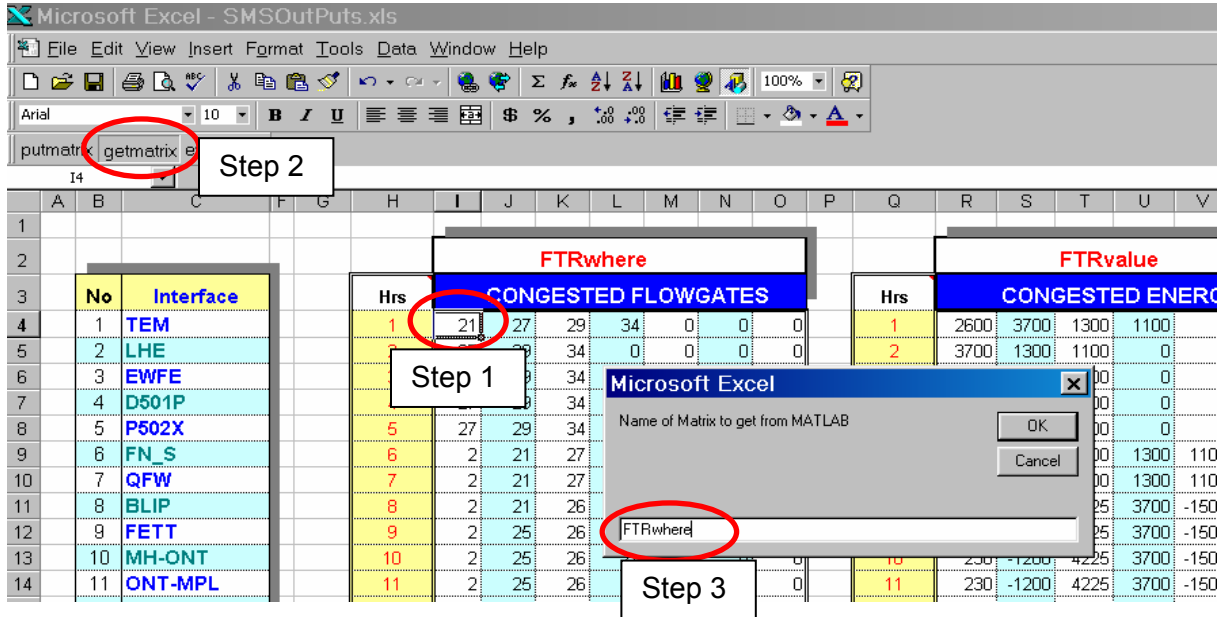 Microsoft Excel - SMSOutPuts.xls
File Edit View Insert Format Tools Data Window Help
100%
Arial 10 B I U $ % ,
putmatrix getmatrix
Step 2
I4
A B C F G H I J K L M N O P Q R S T U V
1
2 FTRwhere FTRvalue
3 No Interface Hrs CONGESTED FLOWGATES Hrs CONGESTED ENERG
4 1 TEM 1 21 27 29 34 0 0 0 1 2600 3700 1300 1100
5 2 LHE 34 0 0 0 0 2 3700 1300 1100 0
Step 1
6 3 EWFE 34 0
7 4 D501P 34 0
8 5 P502X 5 27 29 34 0
9 6 FN_S 6 2 21 27 1300 110
10 7 QFW 7 2 21 27 1300 110
11 8 BLIP 8 2 21 26 25 3700 -150
12 9 FETT 9 2 25 26 25 3700 -150
13 10 MH-ONT 10 2 25 26 0 10 230 -1200 4225 3700 -150
14 11 ONT-MPL 11 2 25 26 0 11 230 -1200 4225 3700 -150
Microsoft Excel
Name of Matrix to get from MATLAB
OK
Cancel
FTRwhere
Step 3